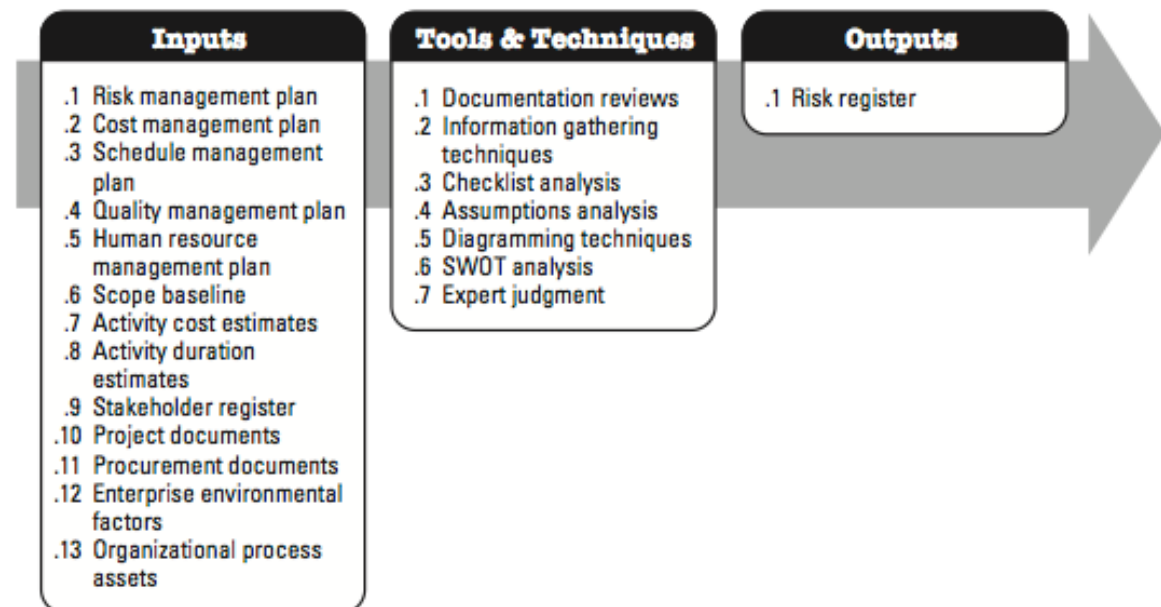 Inputs
.1 Risk management plan
.2 Cost management plan
.3 Schedule management
plan
.4 Quality management plan
.5 Human resource
management plan
.6 Scope baseline
.7 Activity cost estimates
.8 Activity duration
estimates
.9 Stakeholder register
.10 Project documents
.11 Procurement documents
.12 Enterprise environmental
factors
.13 Organizational process
assets
Tools & Techniques
.1 Documentation reviews
.2 Information gathering
techniques
.3 Checklist analysis
.4 Assumptions analysis
.5 Diagramming techniques
.6 SWOT analysis
.7 Expert judgment
Outputs
.1 Risk register